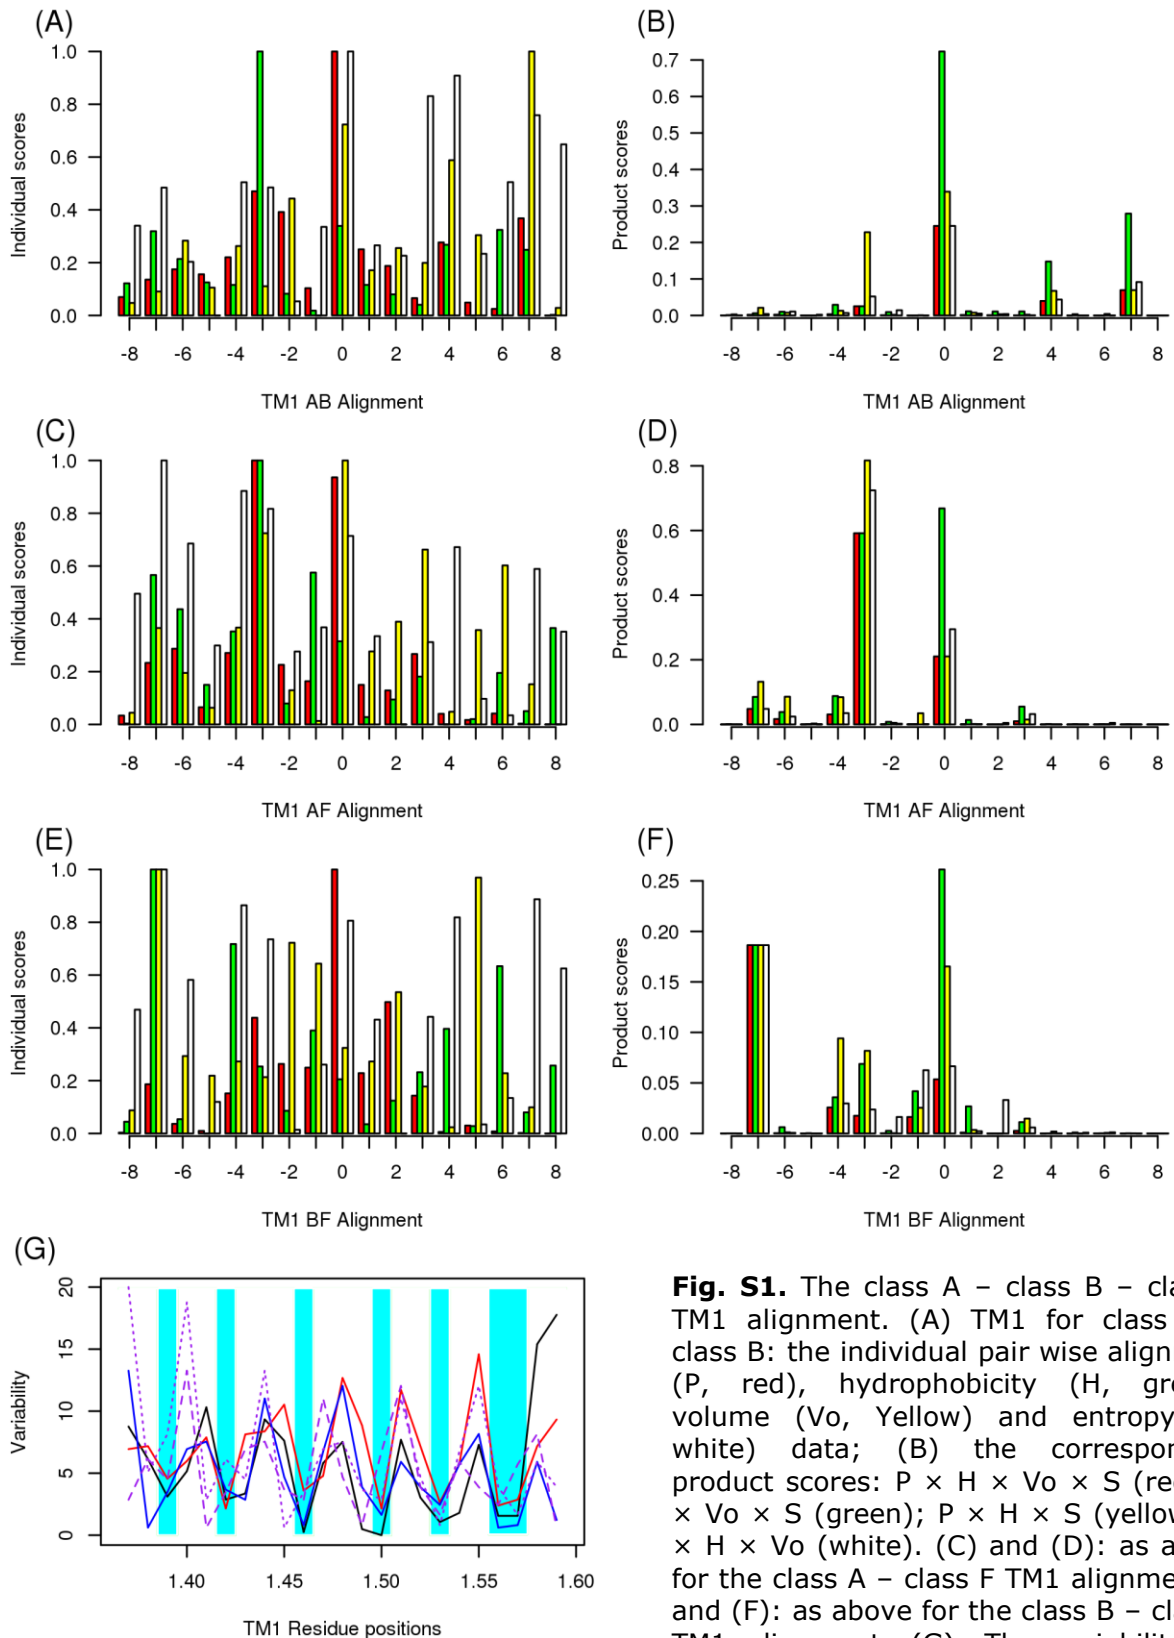 (A)
1.0
0.8
0.6
0.4
0.2
0.0
Individual scores
-8 -6 -4 -2 0 2 4 6 8
TM1 AB Alignment
(B)
0.7
0.6
0.5
0.4
0.3
0.2
0.1
0.0
Product scores
-8 -6 -4 -2 0 2 4 6 8
TM1 AB Alignment
(C)
1.0
0.8
0.6
0.4
0.2
0.0
Individual scores
-8 -6 -4 -2 0 2 4 6 8
TM1 AF Alignment
(D)
0.8
0.6
0.4
0.2
0.0
Product scores
-8 -6 -4 -2 0 2 4 6 8
TM1 AF Alignment
(E)
1.0
0.8
0.6
0.4
0.2
0.0
Individual scores
-8 -6 -4 -2 0 2 4 6 8
TM1 BF Alignment
(F)
0.25
0.20
0.15
0.10
0.05
0.00
Product scores
-8 -6 -4 -2 0 2 4 6 8
TM1 BF Alignment
(G)
20
15
10
5
0
Variability
1.40 1.45 1.50 1.55 1.60
TM1 Residue positions
Fig. S1. The class A – class B – cla
TM1 alignment. (A) TM1 for class
class B: the individual pair wise align
(P, red), hydrophobicity (H, gre
volume (Vo, Yellow) and entropy
white) data; (B) the correspon
product scores: P × H × Vo × S (re
× Vo × S (green); P × H × S (yellow
× H × Vo (white). (C) and (D): as a
for the class A – class F TM1 alignme
and (F): as above for the class B – cla